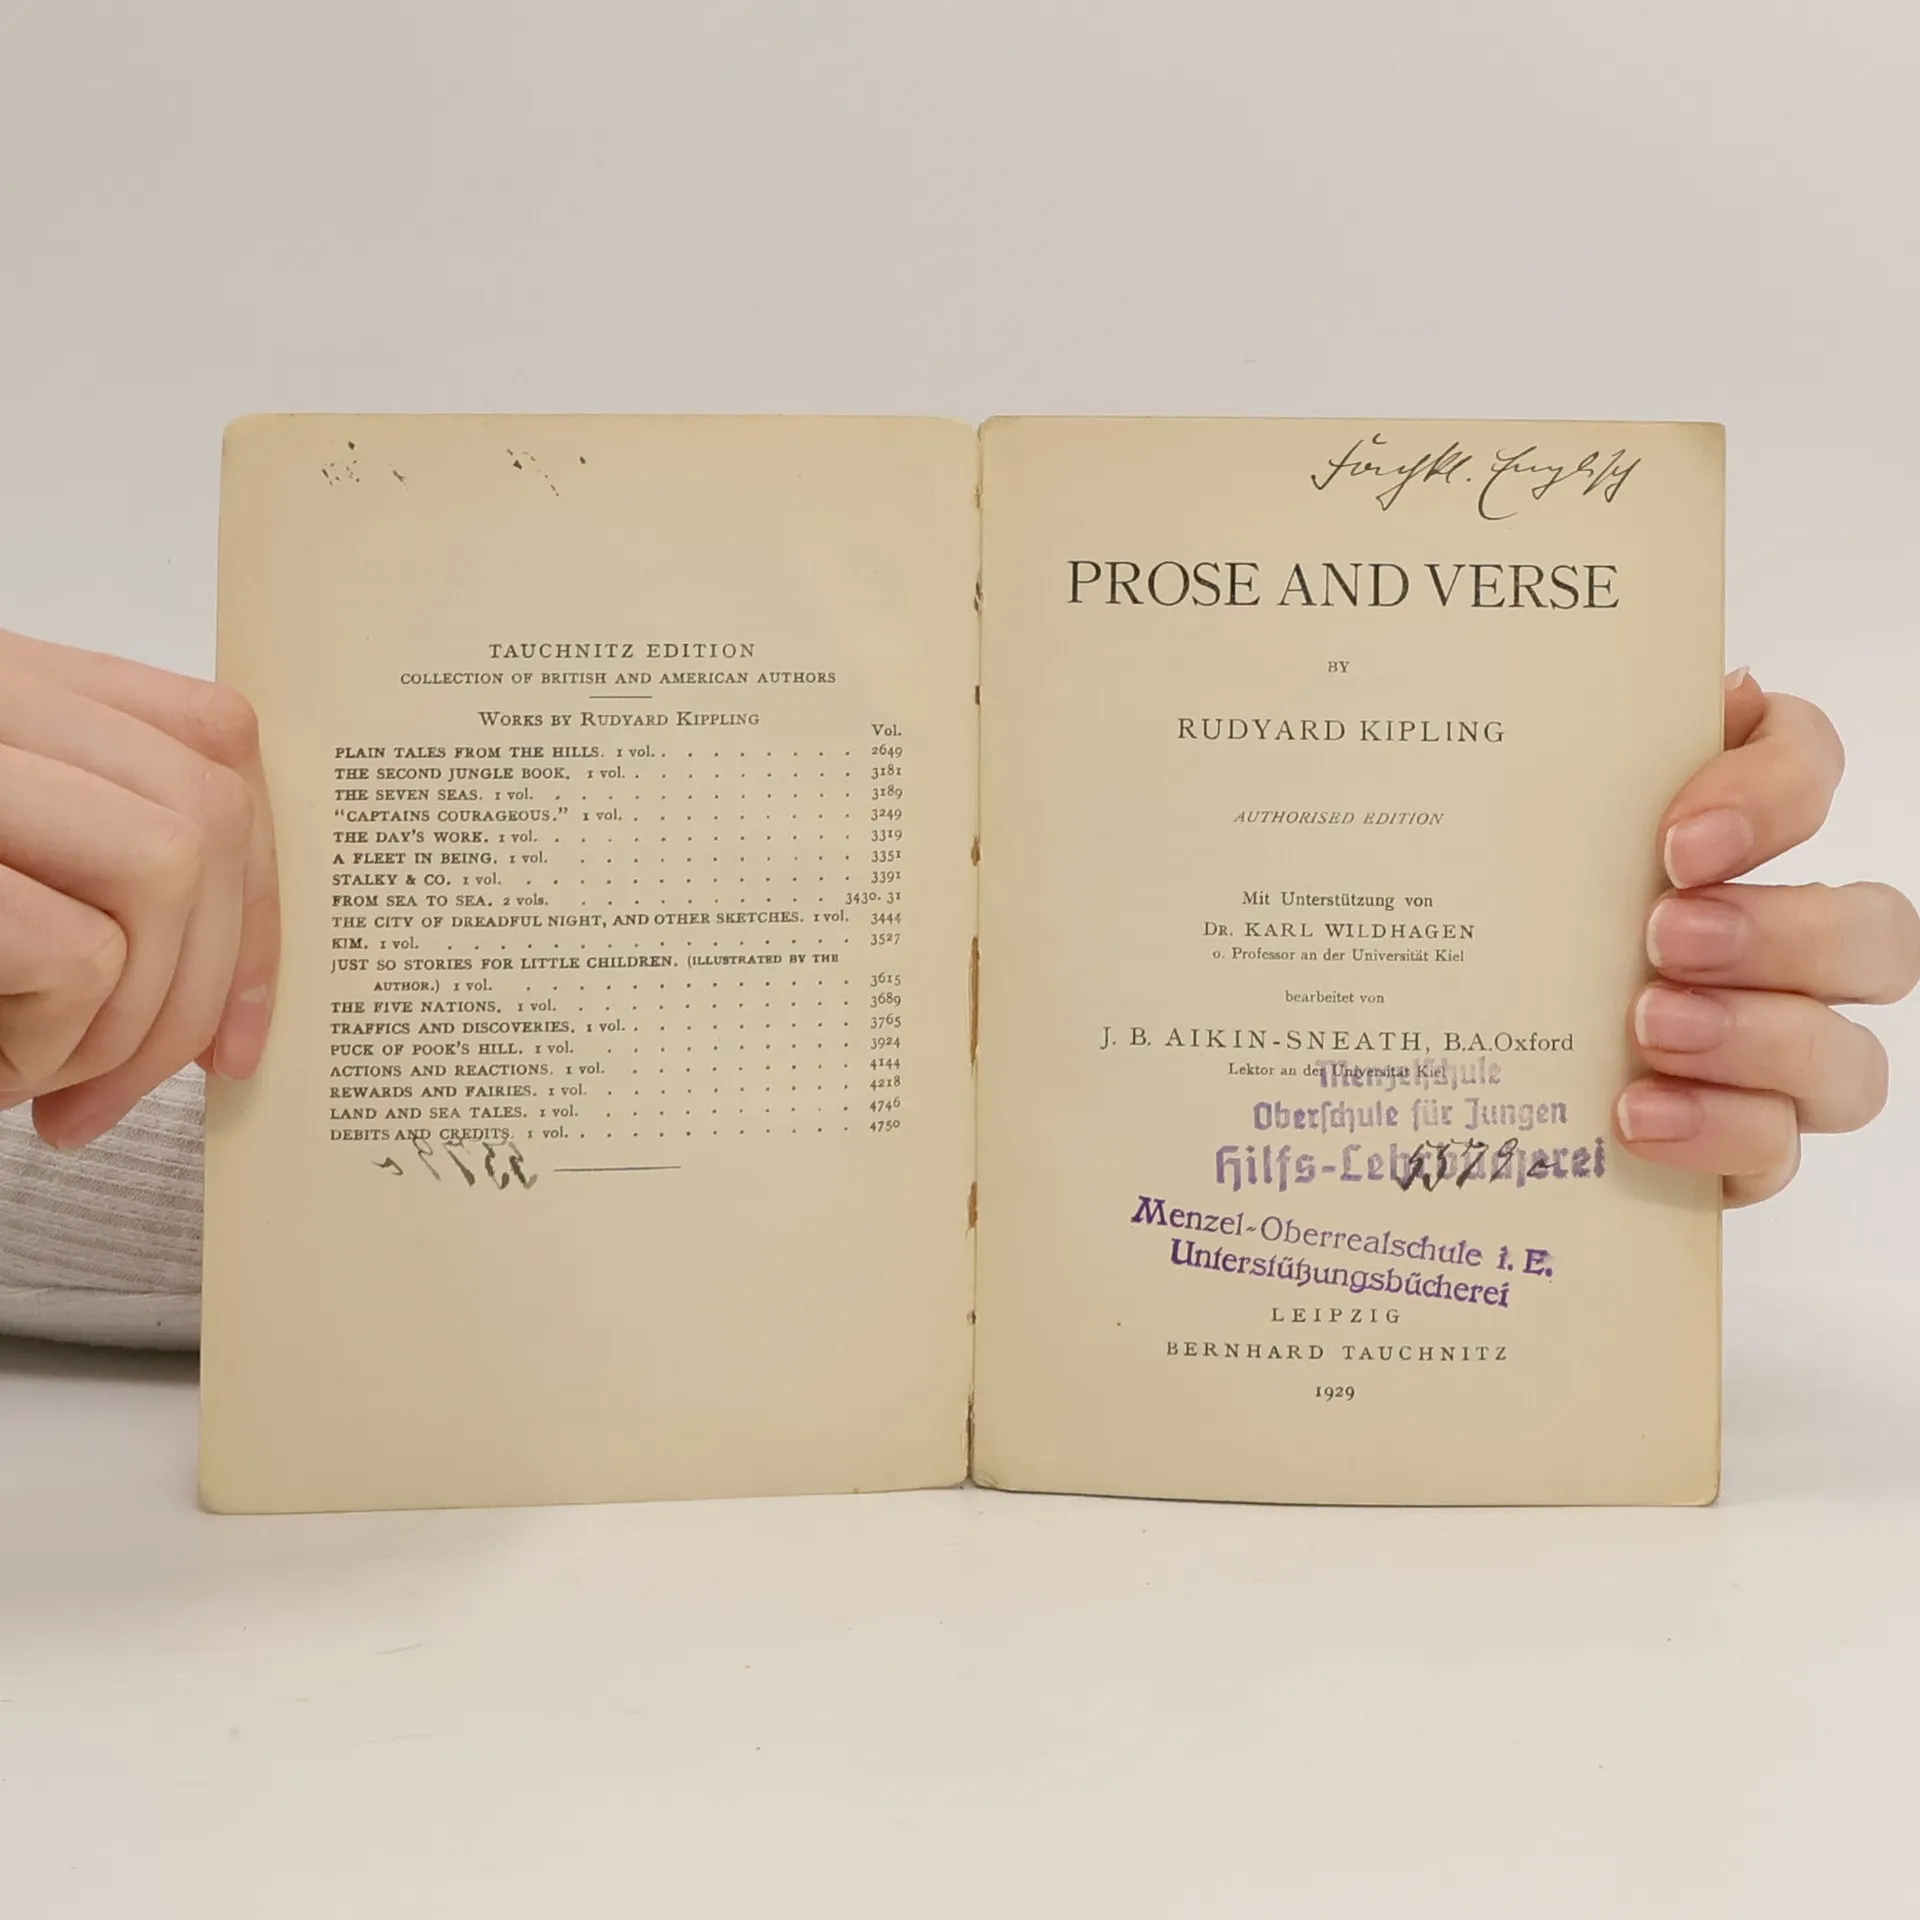 TAUCHNITZ EDITION
COLLECTION OF BRITISH AND AMERICAN AUTHORS
WORKS BY RUDYARD KIPPLING
Vol.
PLAIN TALES FROM THE HILLS. 1 vol. . . . . . . . . 2649
THE SECOND JUNGLE BOOK. 1 vol. . . . . . . . . . 3181
THE SEVEN SEAS. 1 vol. . . . . . . . . . . . . 3189
"CAPTAINS COURAGEOUS." 1 vol. . . . . . . . . . 3249
THE DAY'S WORK. 1 vol. . . . . . . . . . . . . 3319
A FLEET IN BEING. 1 vol. . . . . . . . . . . . 3351
STALKY & CO. 1 vol. . . . . . . . . . . . . . 3391
FROM SEA TO SEA. 2 vols. . . . . . . . . . . 3430. 31
THE CITY OF DREADFUL NIGHT, AND OTHER SKETCHES. 1 vol. 3444
KIM. 1 vol. . . . . . . . . . . . . . . . . 3527
JUST SO STORIES FOR LITTLE CHILDREN. (ILLUSTRATED BY THE
AUTHOR.) 1 vol. . . . . . . . . . . . . . 3615
THE FIVE NATIONS. 1 vol. . . . . . . . . . . . 3689
TRAFFICS AND DISCOVERIES. 1 vol. . . . . . . . . . 3765
PUCK OF POOK'S HILL. 1 vol. . . . . . . . . . . 3924
ACTIONS AND REACTIONS. 1 vol. . . . . . . . . . 4144
REWARDS AND FAIRIES. 1 vol. . . . . . . . . . . 4218
LAND AND SEA TALES. 1 vol. . . . . . . . . . . 4746
DEBITS AND CREDITS. 1 vol. . . . . . . . . . . . 4750
Englisch
PROSE AND VERSE
BY
RUDYARD KIPLING
AUTHORISED EDITION
Mit Unterstützung von
DR. KARL WILDHAGEN
o. Professor an der Universität Kiel
bearbeitet von
J. B. AIKIN-SNEATH, B.A.Oxford
Lektor an der Universität Kiel
Menzelschule
Oberschule für Jungen
Hilfs-Lehrbücherei
5579a
Menzel-Oberrealschule i. E.
Unterstützungsbücherei
LEIPZIG
BERNHARD TAUCHNITZ
1929